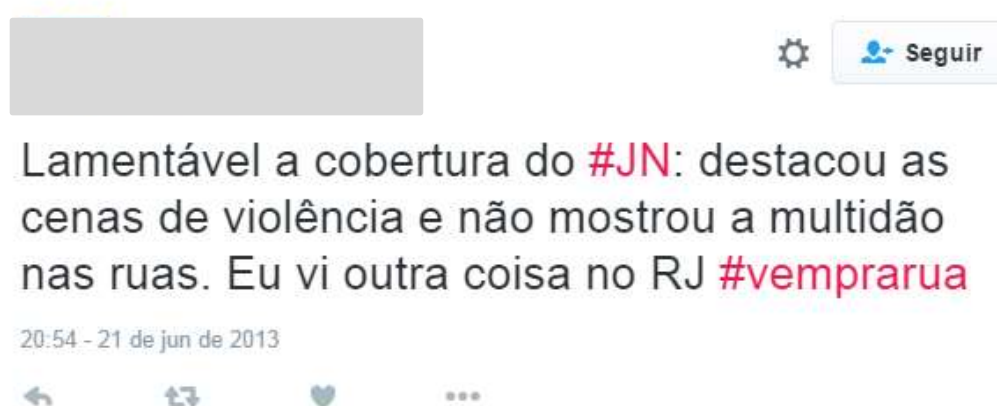 Seguir
Lamentável a cobertura do #JN: destacou as
cenas de violência e não mostrou a multidão
nas ruas. Eu vi outra coisa no RJ #vemprarua
20:54 - 21 de jun de 2013